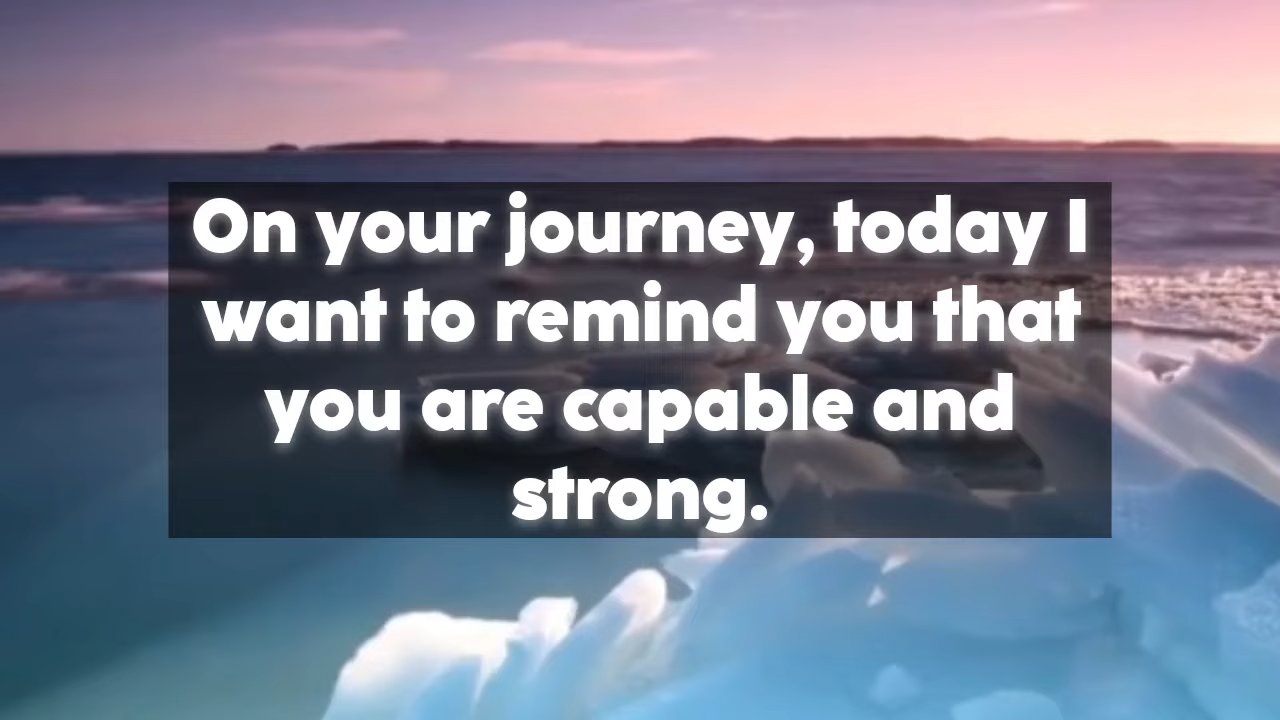 On your journey, today I
want to remind you that
you are capable and
strong.